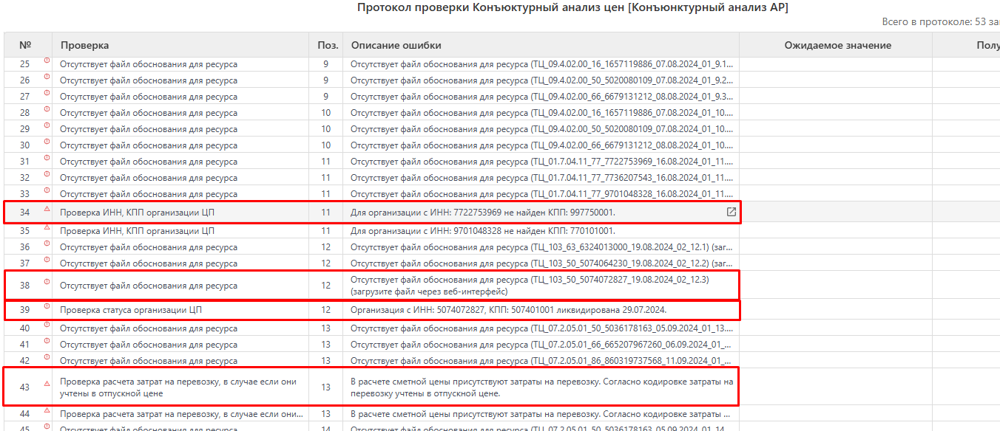 Протокол проверки Конъюктурный анализ цен [Конъюнктурный анализ АР]
Всего в протоколе: 53 за
№ Проверка Поз. Описание ошибки Ожидаемое значение Полу
25 Отсутствует файл обоснования для ресурса 9 Отсутствует файл обоснования для ресурса (ТЦ_09.4.02.00_16_1657119886_07.08.2024_01_9.1...
26 Отсутствует файл обоснования для ресурса 9 Отсутствует файл обоснования для ресурса (ТЦ_09.4.02.00_50_5020080109_07.08.2024_01_9.2...
27 Отсутствует файл обоснования для ресурса 9 Отсутствует файл обоснования для ресурса (ТЦ_09.4.02.00_66_6679131212_08.08.2024_01_9.3...
28 Отсутствует файл обоснования для ресурса 10 Отсутствует файл обоснования для ресурса (ТЦ_09.4.02.00_16_1657119886_07.08.2024_01_10....
29 Отсутствует файл обоснования для ресурса 10 Отсутствует файл обоснования для ресурса (ТЦ_09.4.02.00_50_5020080109_07.08.2024_01_10....
30 Отсутствует файл обоснования для ресурса 10 Отсутствует файл обоснования для ресурса (ТЦ_09.4.02.00_66_6679131212_08.08.2024_01_10....
31 Отсутствует файл обоснования для ресурса 11 Отсутствует файл обоснования для ресурса (ТЦ_01.7.04.11_77_7722753969_16.08.2024_01_11....
32 Отсутствует файл обоснования для ресурса 11 Отсутствует файл обоснования для ресурса (ТЦ_01.7.04.11_77_7736207543_16.08.2024_01_11....
33 Отсутствует файл обоснования для ресурса 11 Отсутствует файл обоснования для ресурса (ТЦ_01.7.04.11_77_9701048328_16.08.2024_01_11....
34 Проверка ИНН, КПП организации ЦП 11 Для организации с ИНН: 7722753969 не найден КПП: 997750001.
35 Проверка ИНН, КПП организации ЦП 11 Для организации с ИНН: 9701048328 не найден КПП: 770101001.
36 Отсутствует файл обоснования для ресурса 12 Отсутствует файл обоснования для ресурса (ТЦ_103_63_6324013000_19.08.2024_02_12.1) (заг...
37 Отсутствует файл обоснования для ресурса 12 Отсутствует файл обоснования для ресурса (ТЦ_103_50_5074064230_19.08.2024_02_12.2) (заг...
38 Отсутствует файл обоснования для ресурса 12 Отсутствует файл обоснования для ресурса (ТЦ_103_50_5074072827_19.08.2024_02_12.3)
(загрузите файл через веб-интерфейс)
39 Проверка статуса организации ЦП 12 Организация с ИНН: 5074072827, КПП: 507401001 ликвидирована 29.07.2024.
40 Отсутствует файл обоснования для ресурса 13 Отсутствует файл обоснования для ресурса (ТЦ_07.2.05.01_50_5036178163_05.09.2024_01_13....
41 Отсутствует файл обоснования для ресурса 13 Отсутствует файл обоснования для ресурса (ТЦ_07.2.05.01_66_665207967260_06.09.2024_01_...
42 Отсутствует файл обоснования для ресурса 13 Отсутствует файл обоснования для ресурса (ТЦ_07.2.05.01_86_860319737568_11.09.2024_01_...
43 Проверка расчета затрат на перевозку, в случае если они 13 В расчете сметной цены присутствуют затраты на перевозку. Согласно кодировке затраты на
учтены в отпускной цене перевозку учтены в отпускной цене.
44 Проверка расчета затрат на перевозку, в случае если они... 13 В расчете сметной цены присутствуют затраты на перевозку. Согласно кодировке затраты ...
45 Отсутствует файл обоснования для ресурса 14 Отсутствует файл обоснования для ресурса (ТЦ_07.2.05.01_50_5036178163_05.09.2024_01_14....